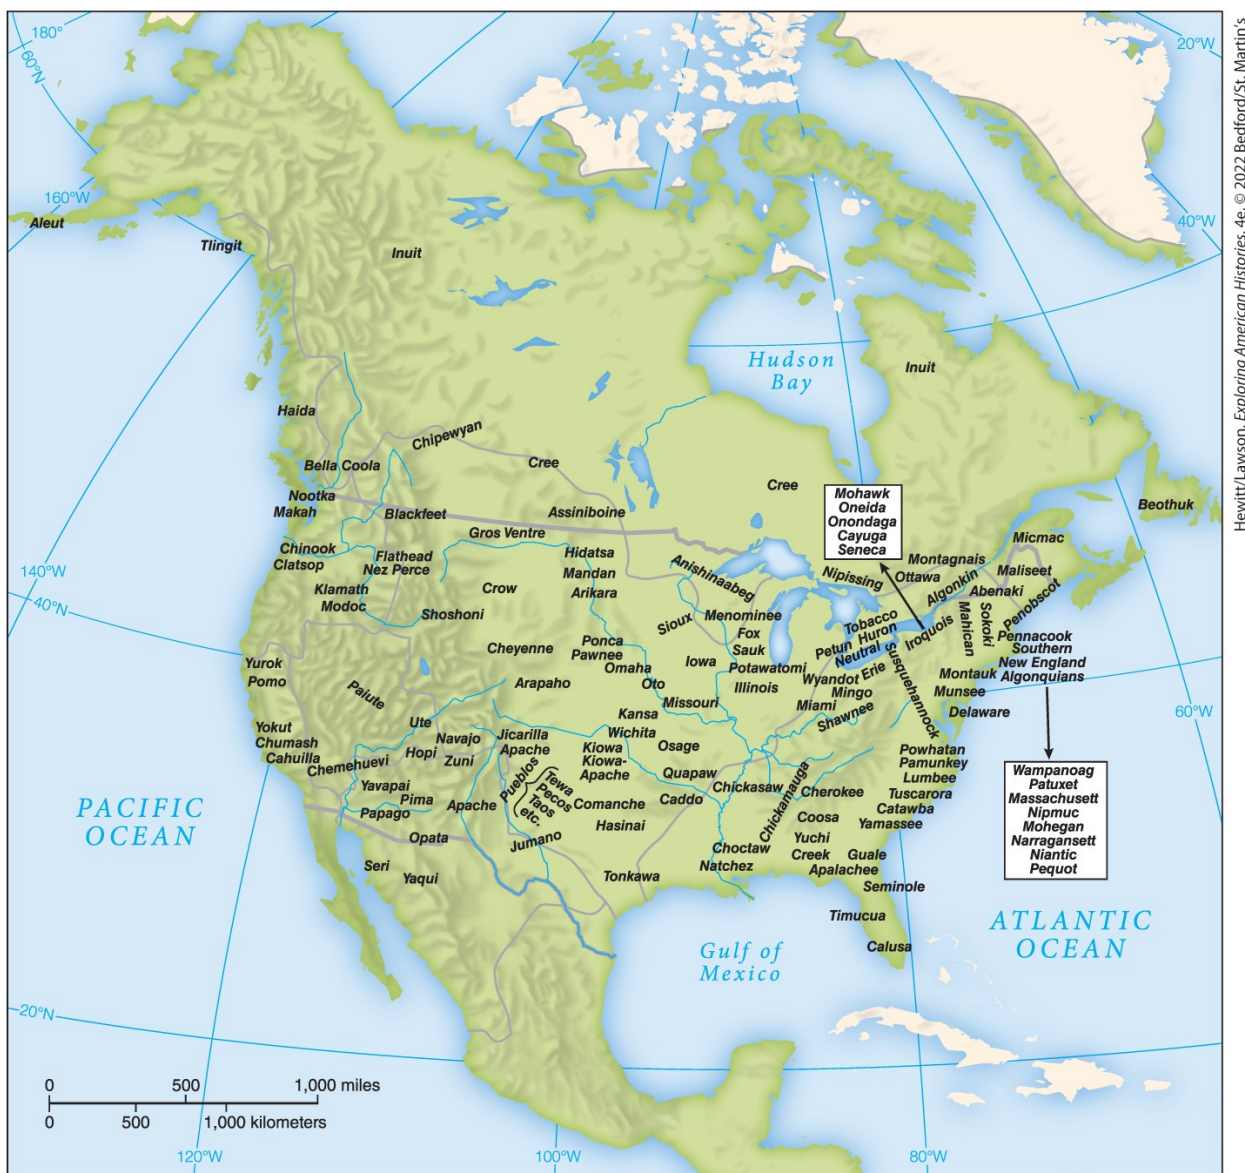 180°
60°N
160°W
20°W
40°W
Aleut
Tlingit
Inuit
Hudson
Bay
Inuit
Haida
Chipewyan
Bella Coola
Cree
Cree
Nootka
Makah
Blackfeet
Assiniboine
Gros Ventre
Mohawk
Oneida
Onondaga
Cayuga
Seneca
Beothuk
Micmac
Chinook
Clatsop
Flathead
Nez Perce
Hidatsa
Mandan
Arikara
Anishinaabeg
Nipissing
Montagnais
Ottawa
Algonkin
Maliseet
Abenaki
Penobscot
140°W
40°N
Klamath
Modoc
Crow
Shoshoni
Sioux
Menominee
Fox
Sauk
Tobacco
Huron
Petun
Neutral
Iroquois
Mahican
Sokoki
Pennacook
Southern
New England
Algonquians
Yurok
Pomo
Cheyenne
Ponca
Pawnee
Omaha
Oto
Iowa
Potawatomi
Illinois
Wyandot
Erie
Mingo
Susquehannock
Montauk
Munsee
Delaware
Paiute
Arapaho
Missouri
Miami
Shawnee
60°W
Yokut
Chumash
Cahuilla
Chemehuevi
Ute
Navajo
Hopi
Zuni
Jicarilla
Apache
Kansa
Wichita
Kiowa
Kiowa-
Apache
Osage
Powhatan
Pamunkey
Lumbee
Tuscarora
Catawba
Yamassee
Yavapai
Pima
Papago
Apache
Pueblos
Tewa
Pecos
Taos
etc.
Comanche
Quapaw
Caddo
Chickasaw
Chickamauga
Cherokee
Wampanoag
Patuxet
Massachusett
Nipmuc
Mohegan
Narragansett
Niantic
Pequot
PACIFIC
OCEAN
Opata
Jumano
Hasinai
Coosa
Yuchi
Creek
Guale
Apalachee
Choctaw
Natchez
Seri
Yaqui
Tonkawa
Seminole
Timucua
Calusa
Gulf of
Mexico
ATLANTIC
OCEAN
20°N
0 500 1,000 miles
0 500 1,000 kilometers
120°W
100°W
80°W
Hewitt/Lawson, Exploring American Histories, 4e, © 2022 Bedford/St. Martin's